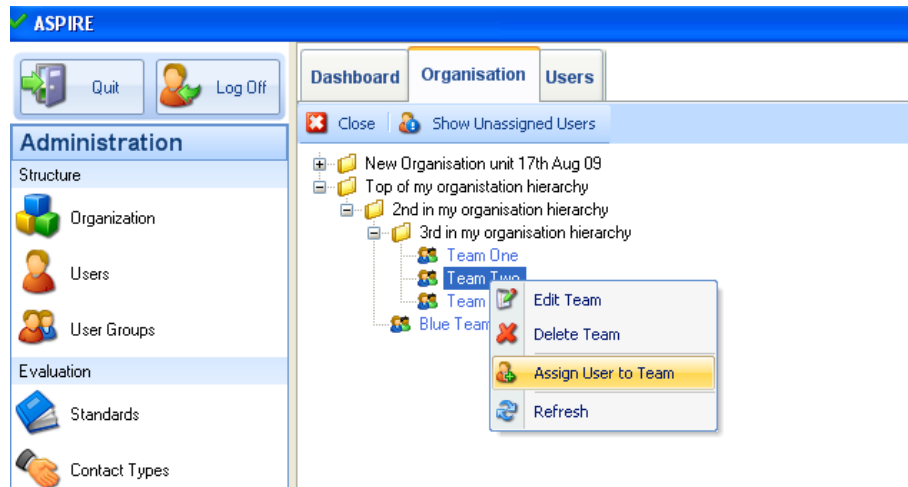 ASPIRE
Quit
Log Off
Administration
Structure
Organization
Users
User Groups
Evaluation
Standards
Contact Types
Dashboard
Organisation
Users
Close
Show Unassigned Users
New Organisation unit 17th Aug 09
Top of my organistation hierarchy
2nd in my organisation hierarchy
3rd in my organisation hierarchy
Team One
Team Two
Team
Blue Team
Edit Team
Delete Team
Assign User to Team
Refresh